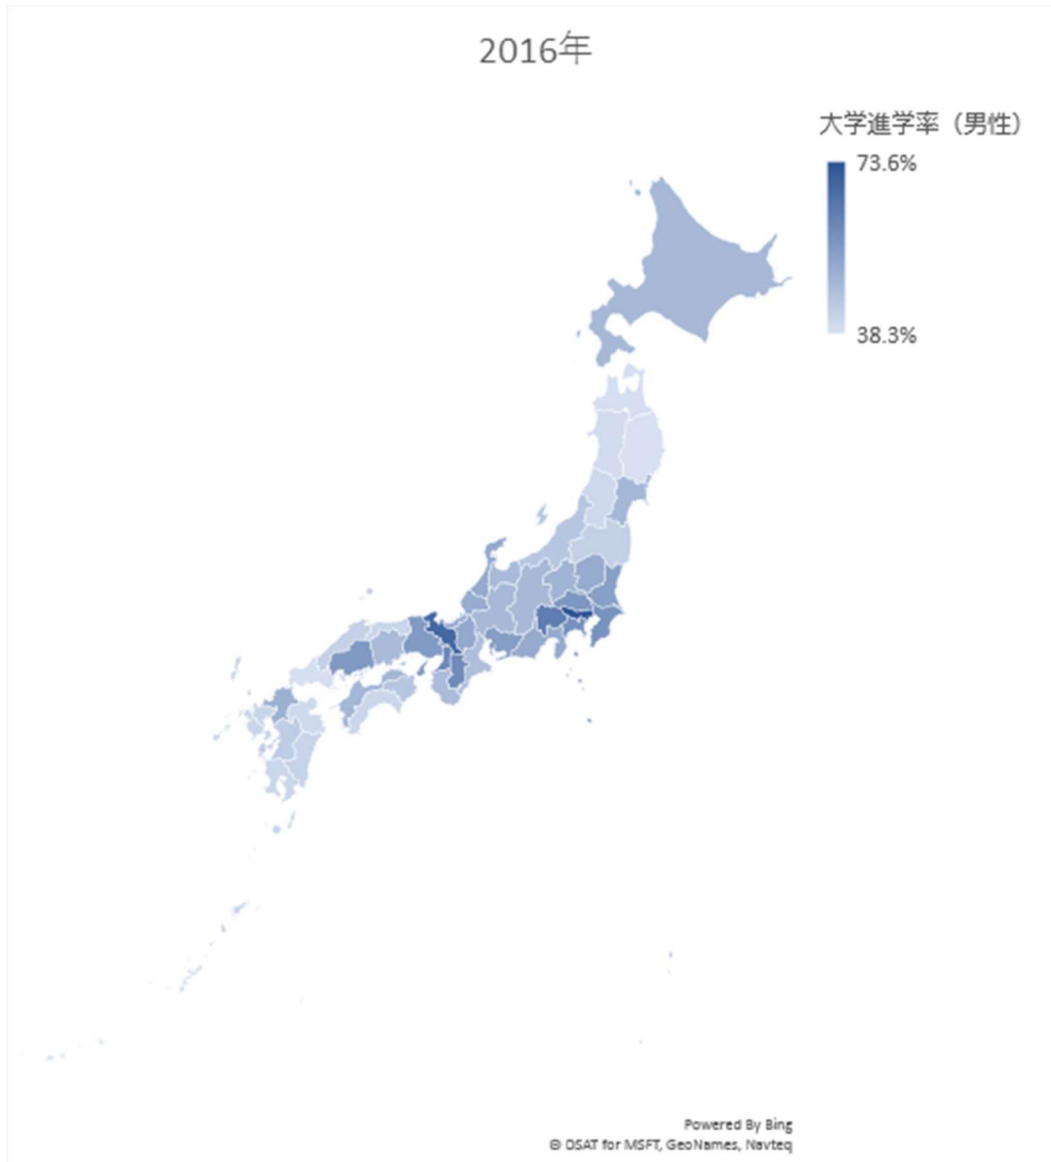 2016年
大学進学率（男性）
73.6%
38.3%
Powered By Bing
© DSAT for MSFT, GeoNames, Navteq